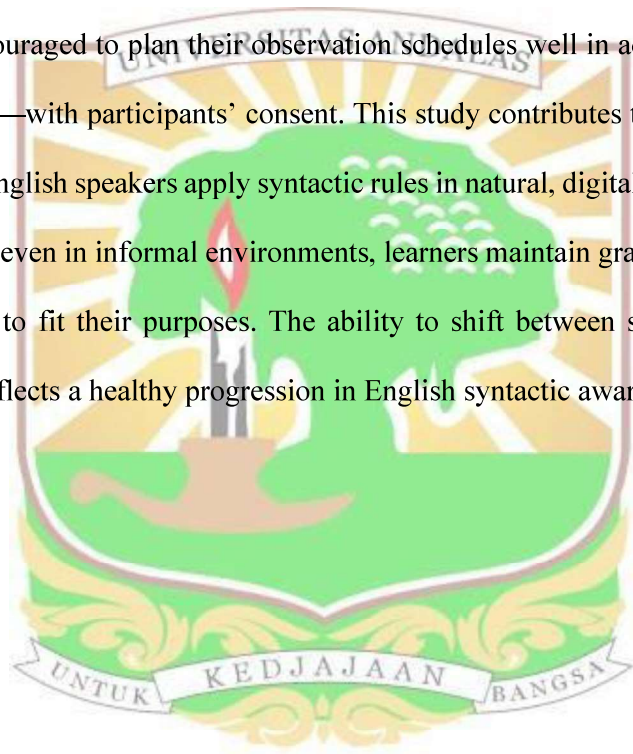 UNIVERSITAS ANDALAS
ouraged to plan their observation schedules well in a
—with participants’ consent. This study contributes t
nglish speakers apply syntactic rules in natural, digital
even in informal environments, learners maintain gra
to fit their purposes. The ability to shift between s
flects a healthy progression in English syntactic awar
UNTUK KEDJAJAAN BANGSA